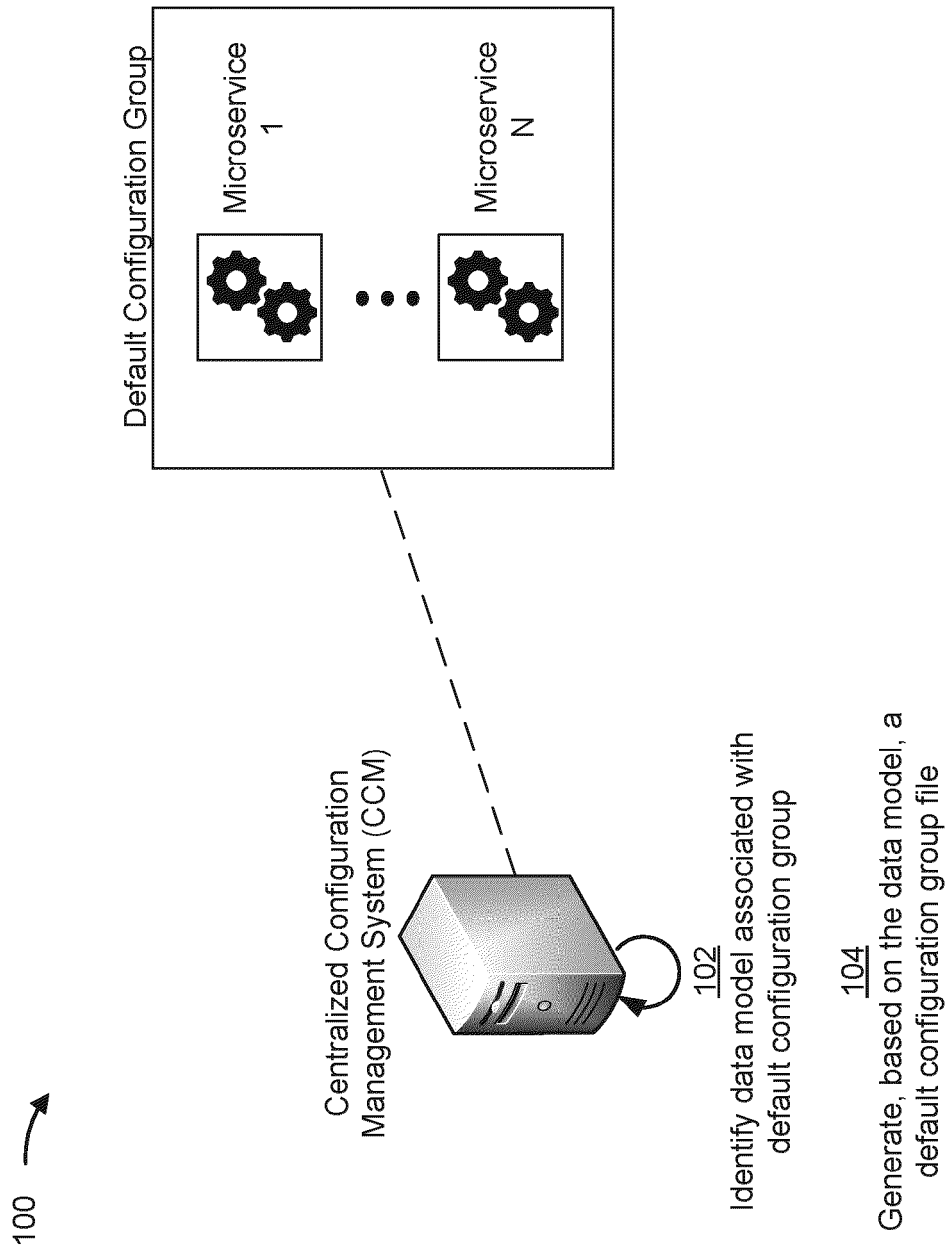 100
Centralized Configuration
Management System (CCM)
102
Identify data model associated with
default configuration group
104
Generate, based on the data model, a
default configuration group file
Default Configuration Group
Microservice
1
Microservice
N